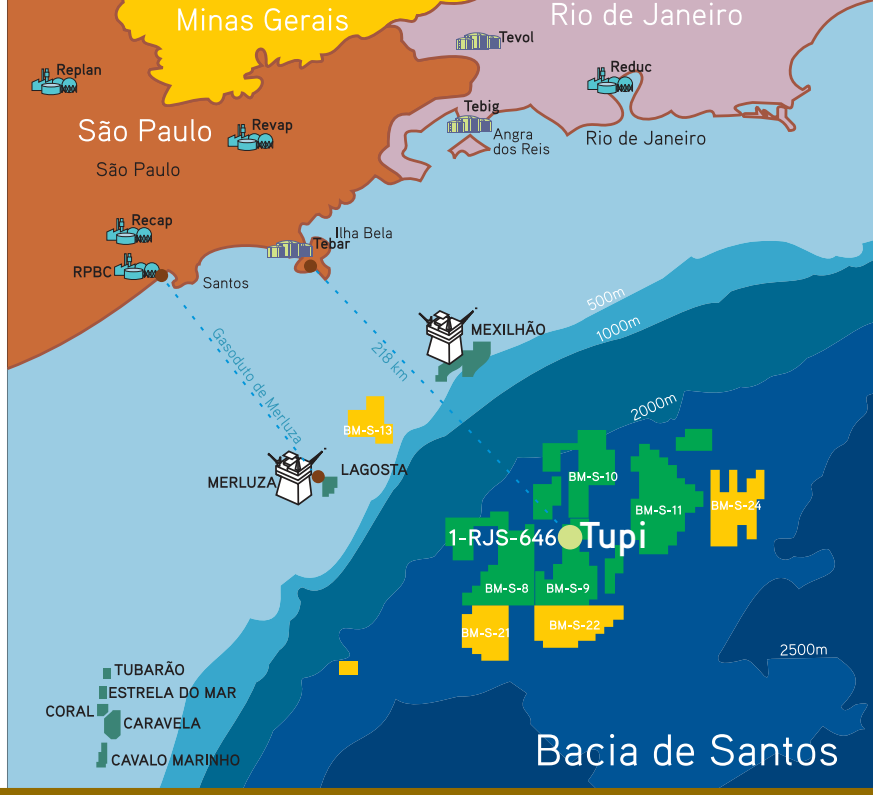 Minas Gerais
Rio de Janeiro
Tevol
Replan
Reduc
Tebig
São Paulo
Revap
Angra
dos Reis
Rio de Janeiro
São Paulo
Recap
Ilha Bela
Tebar
RPBC
Santos
500m
1000m
MEXILHÃO
Gasoduto de Merluza
218 km
2000m
BM-S-13
LAGOSTA
MERLUZA
BM-S-10
BM-S-11
BM-S-24
1-RJS-646
Tupi
BM-S-8
BM-S-9
BM-S-21
BM-S-22
2500m
TUBARÃO
ESTRELA DO MAR
CORAL
CARAVELA
CAVALO MARINHO
Bacia de Santos